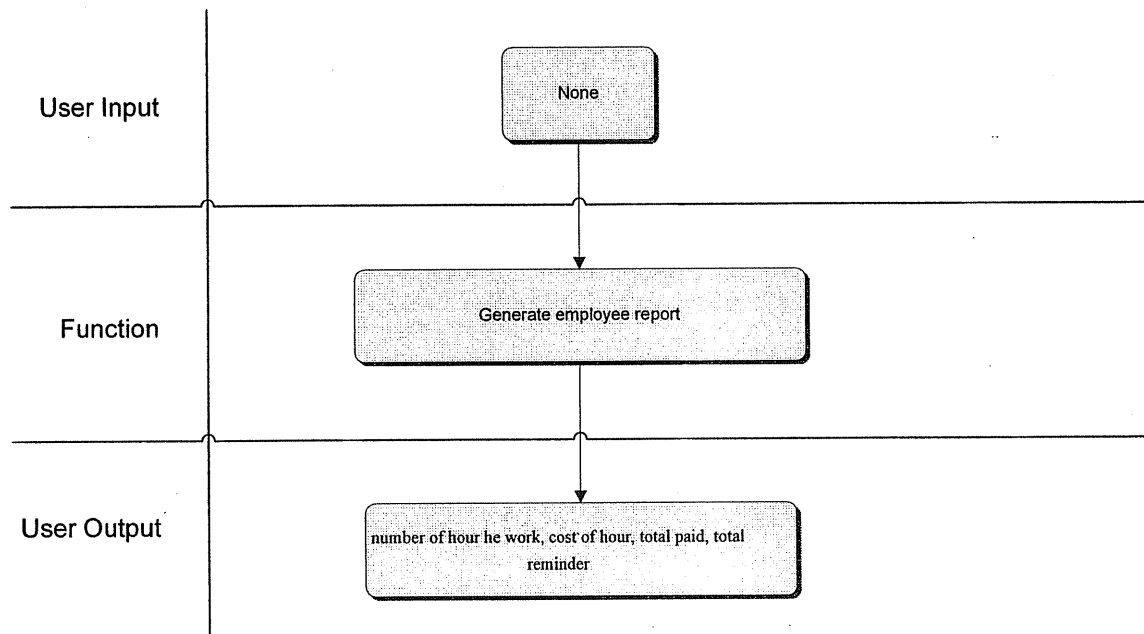 User Input
None
Function
Generate employee report
User Output
number of hour he work, cost of hour, total paid, total
reminder